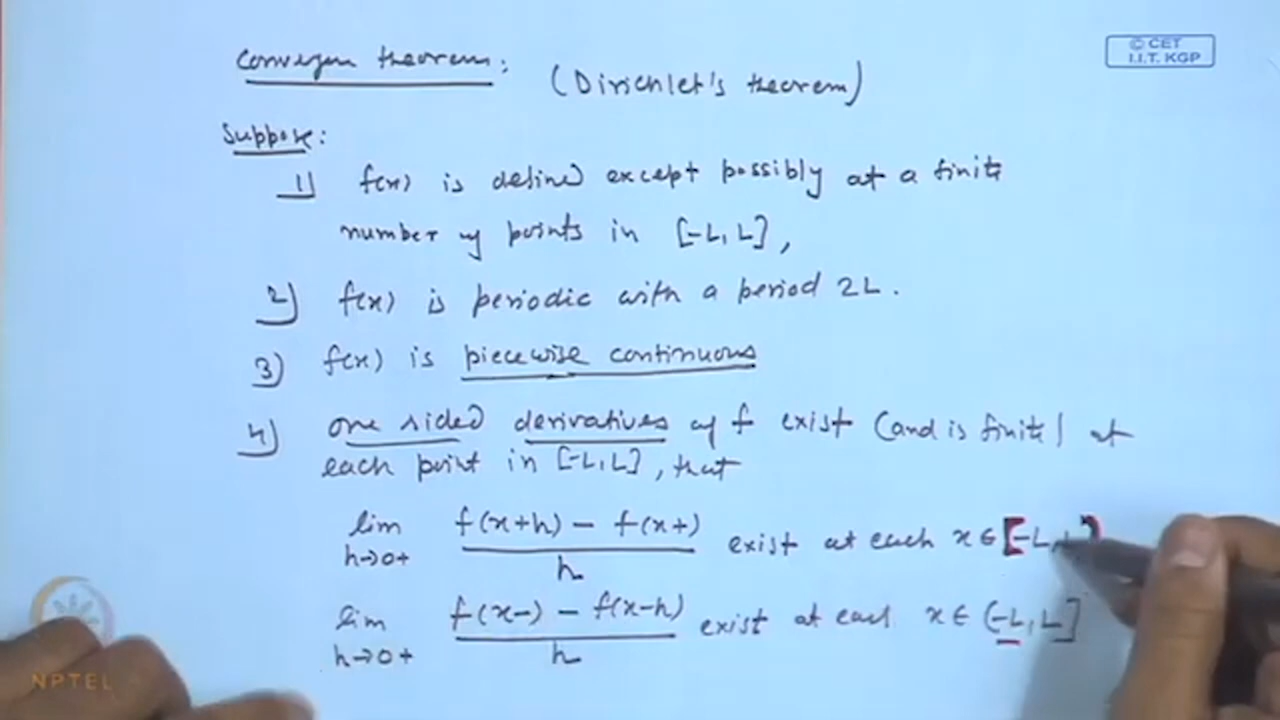 Convergen theorem: (Dirichlet's theorem)
© CET
I.I.T. KGP
Suppose:
1) f(x) is defined except possibly at a finite
number of points in [-L, L],
2) f(x) is periodic with a period 2L.
3) f(x) is piecewise continuous
4) one sided derivatives of f exist (and is finite) at
each point in [-L, L], that
lim h→0+ f(x+h) - f(x+) / h exist at each x ∈ [-L,
lim h→0+ f(x-) - f(x-h) / h exist at each x ∈ (-L, L]
NPTEL